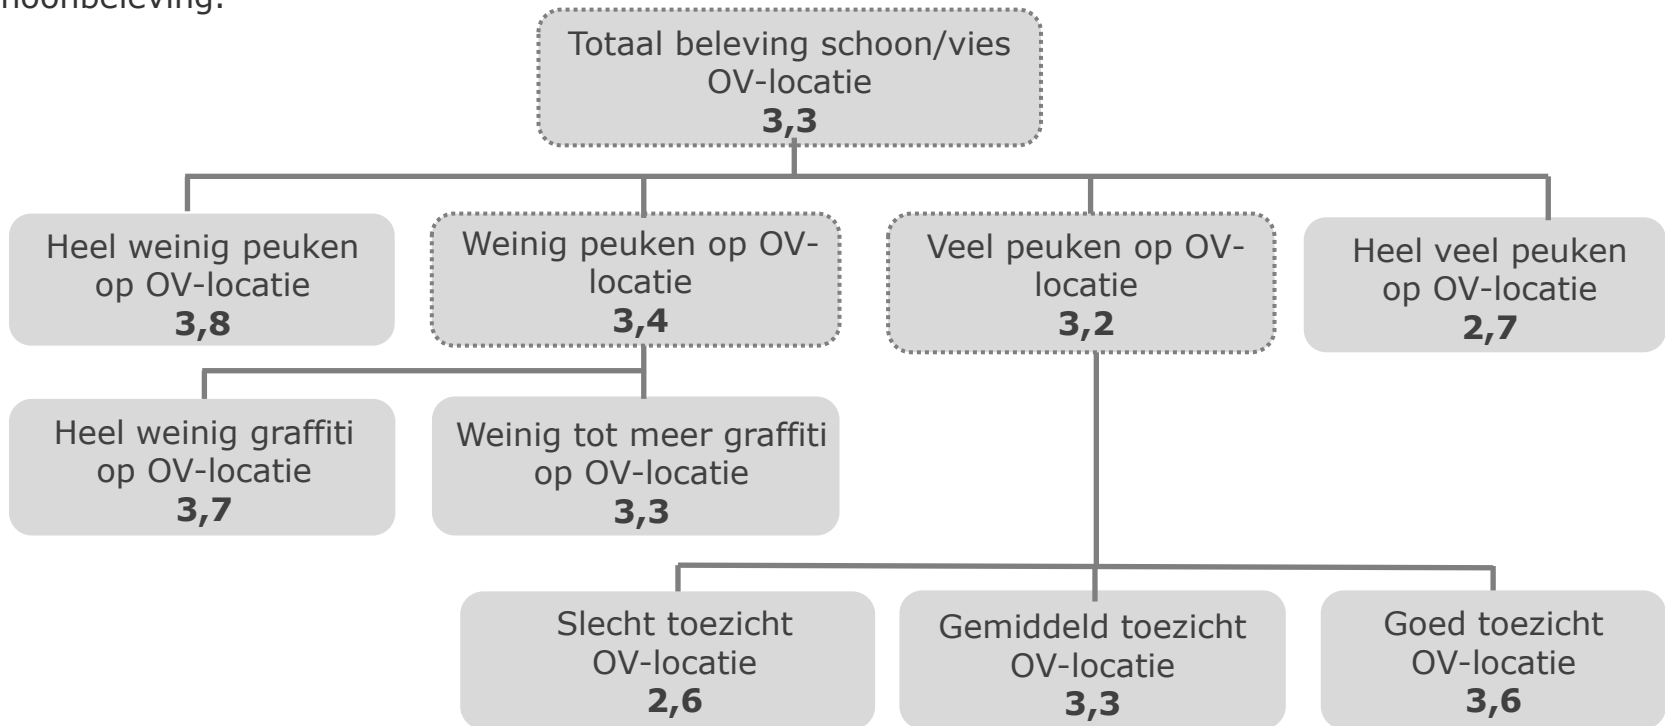 Totaal beleving schoon/vies
OV-locatie
3,3
Heel weinig peuken
op OV-locatie
3,8
Weinig peuken op OV-
locatie
3,4
Veel peuken op OV-
locatie
3,2
Heel veel peuken
op OV-locatie
2,7
Heel weinig graffiti
op OV-locatie
3,7
Weinig tot meer graffiti
op OV-locatie
3,3
Slecht toezicht
OV-locatie
2,6
Gemiddeld toezicht
OV-locatie
3,3
Goed toezicht
OV-locatie
3,6